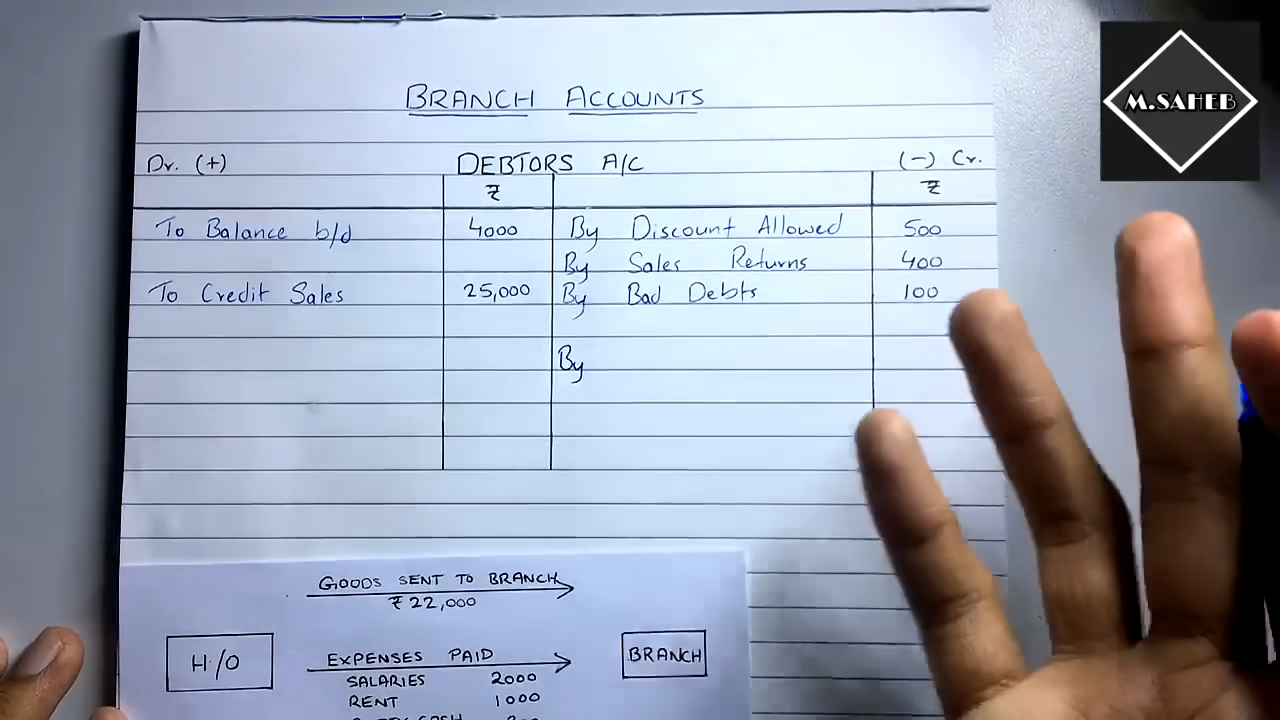 M.SAHEB
BRANCH ACCOUNTS
Dr. (+) DEBTORS A/C (-) Cr.
₹ ₹
To Balance b/d 4000 By Discount Allowed 500
By Sales Returns 400
To Credit Sales 25,000 By Bad Debts 100
By
GOODS SENT TO BRANCH
₹ 22,000
H/O EXPENSES PAID BRANCH
SALARIES 2000
RENT 1000